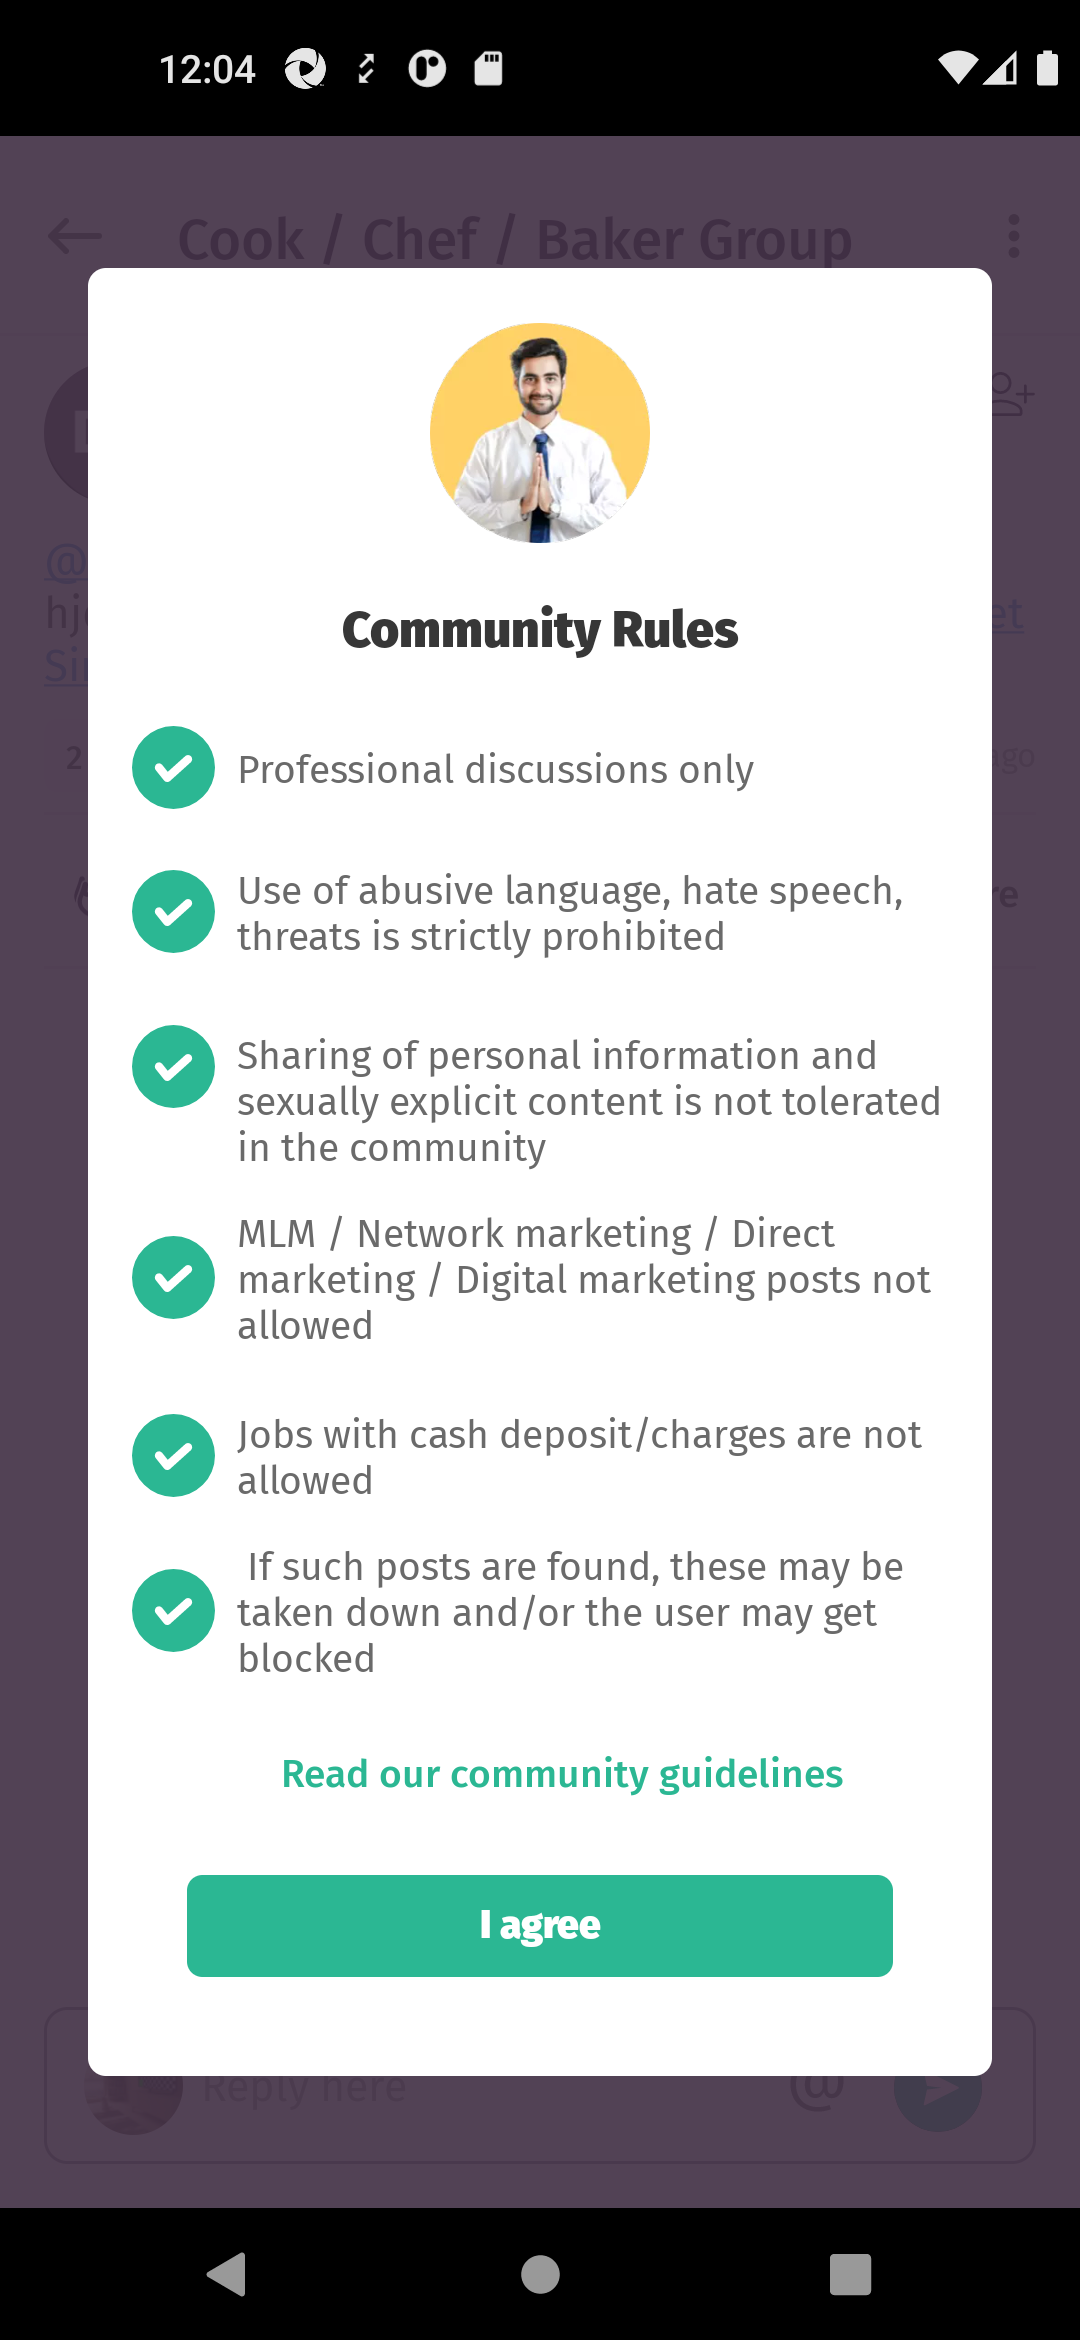 12:04
Cook / Chef / Baker Group
Community Rules
Professional discussions only
Use of abusive language, hate speech,
threats is strictly prohibited
Sharing of personal information and
sexually explicit content is not tolerated
in the community
MLM / Network marketing / Direct
marketing / Digital marketing posts not
allowed
Jobs with cash deposit/charges are not
allowed
If such posts are found, these may be
taken down and/or the user may get
blocked
Read our community guidelines
I agree
2
ago
Reply here
@